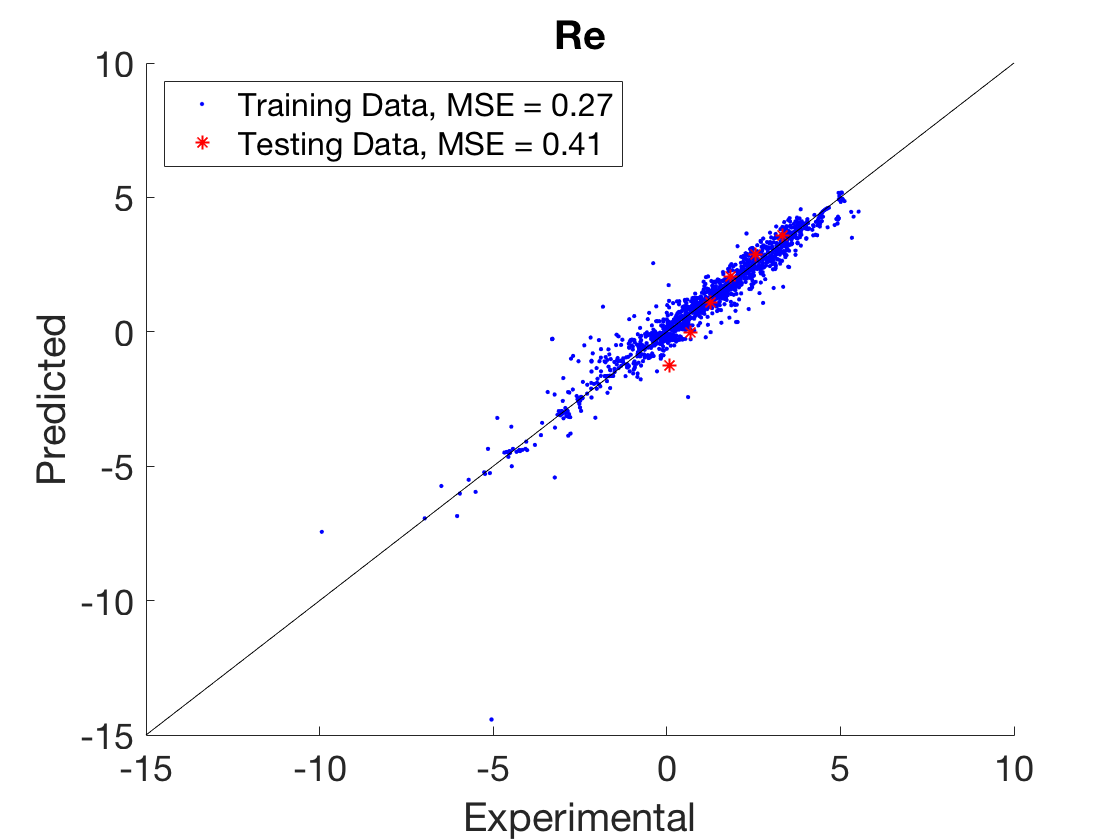 Re
Training Data, MSE = 0.27
Testing Data, MSE = 0.41
10
5
0
-5
-10
-15
Predicted
-15 -10 -5 0 5 10
Experimental